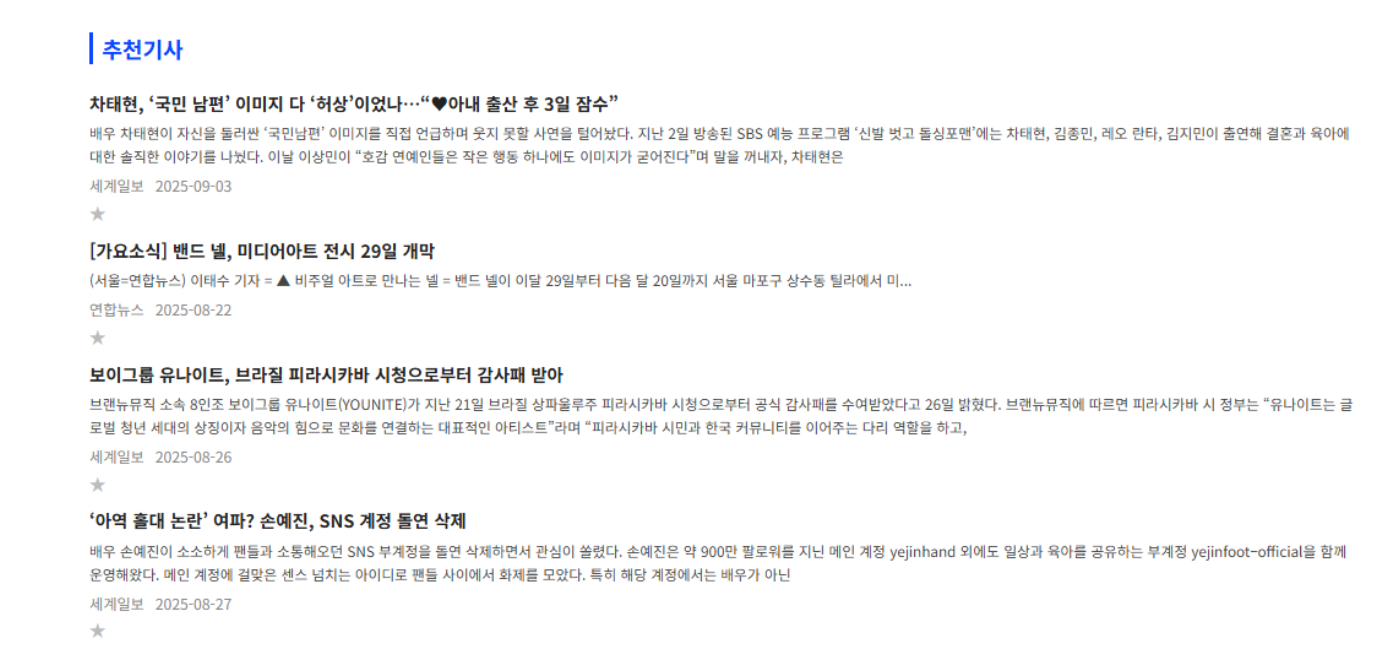 추천기사
차태현, ‘국민 남편’ 이미지 다 ‘허상’이었나…“♥아내 출산 후 3일 잠수”
배우 차태현이 자신을 둘러싼 ‘국민남편’ 이미지를 직접 언급하며 웃지 못할 사연을 털어놨다. 지난 2일 방송된 SBS 예능 프로그램 ‘신발 벗고 돌싱포맨’에는 차태현, 김종민, 레오 란타, 김지민이 출연해 결혼과 육아에
대한 솔직한 이야기를 나눴다. 이날 이상민이 “호감 연예인들은 작은 행동 하나에도 이미지가 굳어진다”며 말을 꺼내자, 차태현은
세계일보 2025-09-03
★
[가요소식] 밴드 넬, 미디어아트 전시 29일 개막
(서울=연합뉴스) 이태수 기자 = ▲ 비주얼 아트로 만나는 넬 = 밴드 넬이 이달 29일부터 다음 달 20일까지 서울 마포구 상수동 틸라에서 미...
연합뉴스 2025-08-22
★
보이그룹 유나이트, 브라질 피라시카바 시청으로부터 감사패 받아
브랜뉴뮤직 소속 8인조 보이그룹 유나이트(YOUNITE)가 지난 21일 브라질 상파울루주 피라시카바 시청으로부터 공식 감사패를 수여받았다고 26일 밝혔다. 브랜뉴뮤직에 따르면 피라시카바 시 정부는 “유나이트는 글
로벌 청년 세대의 상징이자 음악의 힘으로 문화를 연결하는 대표적인 아티스트”라며 “피라시카바 시민과 한국 커뮤니티를 이어주는 다리 역할을 하고,
세계일보 2025-08-26
★
‘아역 홀대 논란’ 여파? 손예진, SNS 계정 돌연 삭제
배우 손예진이 소소하게 팬들과 소통해오던 SNS 부계정을 돌연 삭제하면서 관심이 쏠렸다. 손예진은 약 900만 팔로워를 지닌 메인 계정 yejinhand 외에도 일상과 육아를 공유하는 부계정 yejinfoot-official을 함께
운영해왔다. 메인 계정에 걸맞은 센스 넘치는 아이디로 팬들 사이에서 화제를 모았다. 특히 해당 계정에서는 배우가 아닌
세계일보 2025-08-27
★